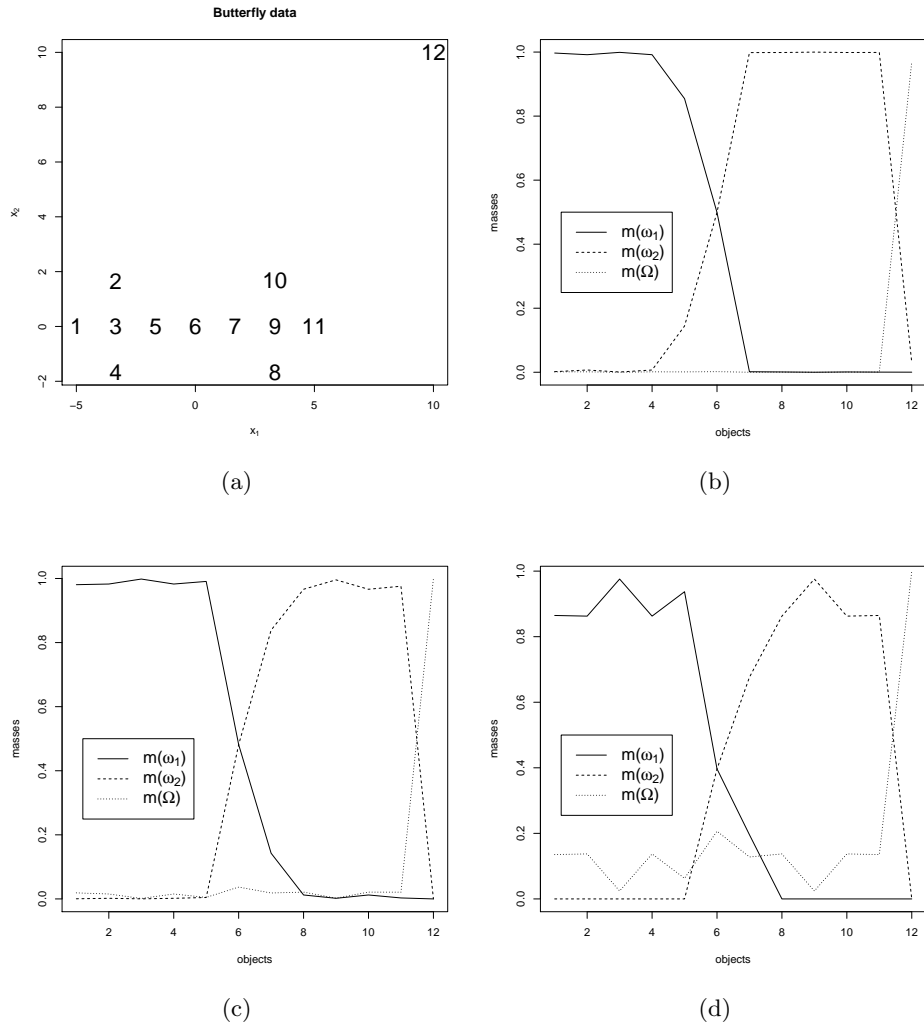 Butterfly data
x₂
10
8
6
4
2
0
−2
12
2 10
1 3 5 6 7 9 11
4 8
−5 0 5 10
x₁
(a)
masses
1.0
0.8
0.6
0.4
0.2
0.0
m(ω₁)
m(ω₂)
m(Ω)
2 4 6 8 10 12
objects
(b)
masses
1.0
0.8
0.6
0.4
0.2
0.0
m(ω₁)
m(ω₂)
m(Ω)
2 4 6 8 10 12
objects
(c)
masses
1.0
0.8
0.6
0.4
0.2
0.0
m(ω₁)
m(ω₂)
m(Ω)
2 4 6 8 10 12
objects
(d)